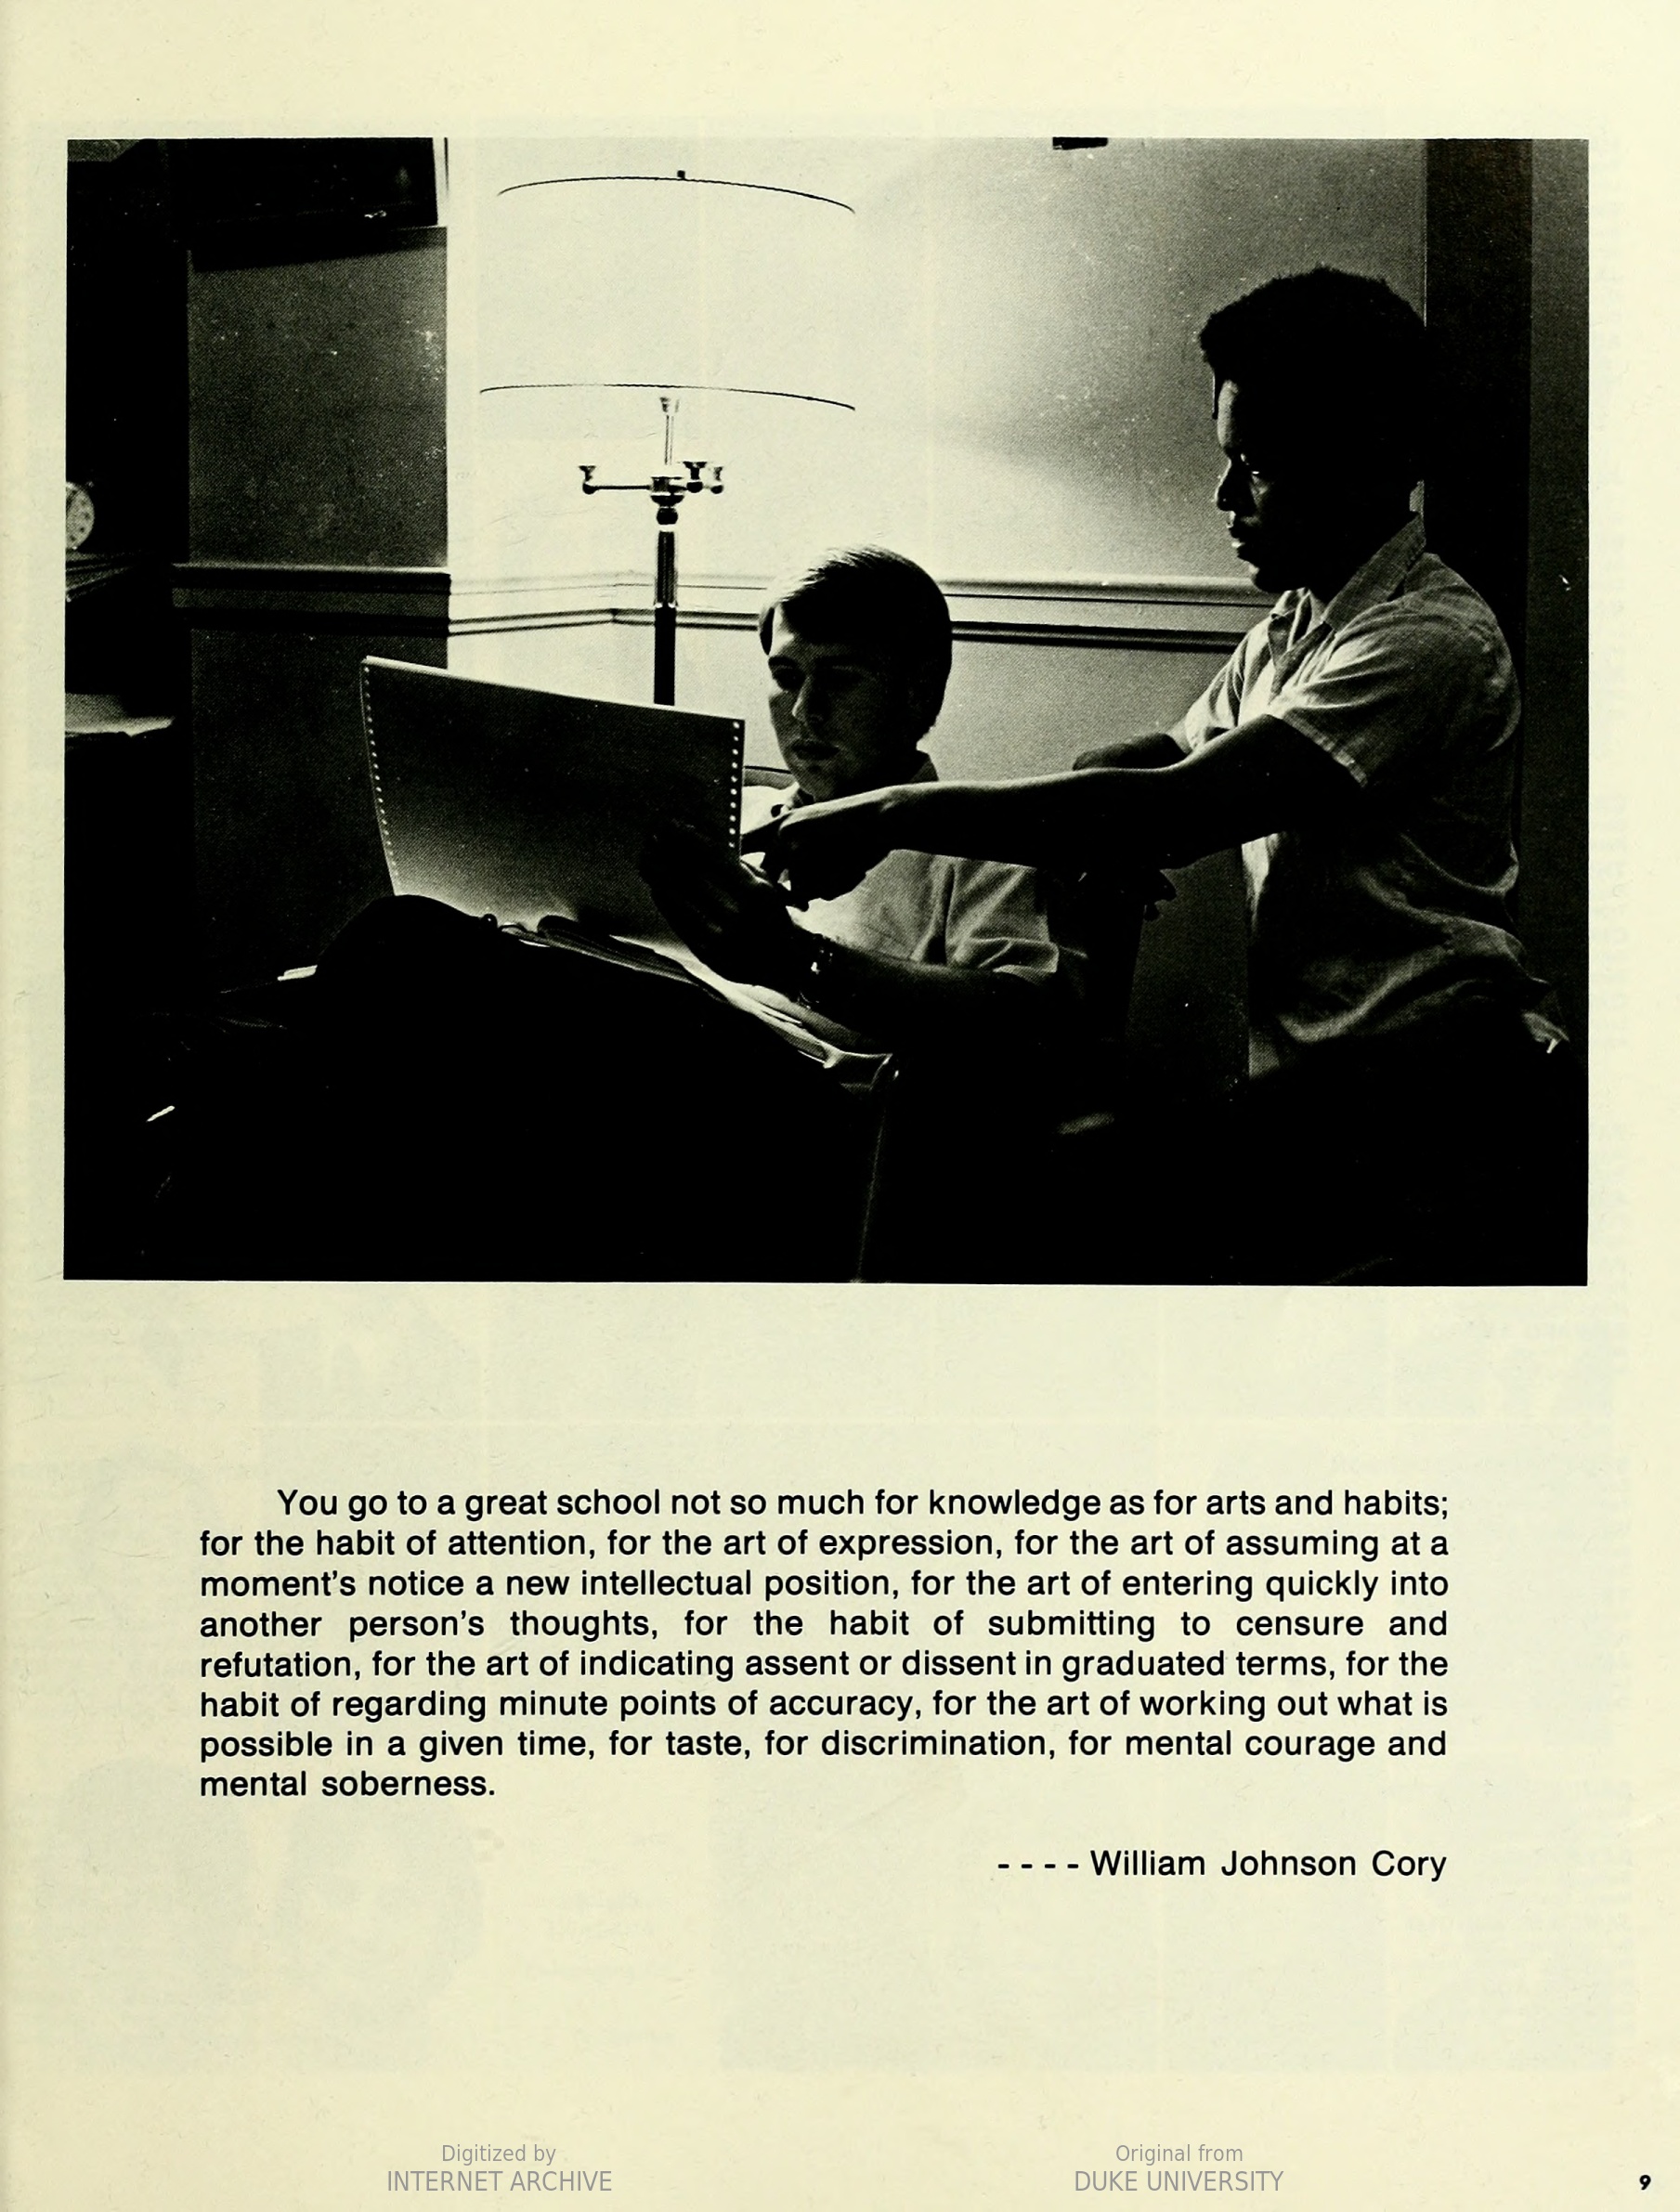 You go to a great school not so much for knowledge as for arts and habits;
for the habit of attention, for the art of expression, for the art of assuming at a
moment's notice a new intellectual position, for the art of entering quickly into
another person's thoughts, for the habit of submitting to censure and
refutation, for the art of indicating assent or dissent in graduated terms, for the
habit of regarding minute points of accuracy, for the art of working out what is
possible in a given time, for taste, for discrimination, for mental courage and
mental soberness.
- - - - William Johnson Cory
Digitized by
INTERNET ARCHIVE
Original from
DUKE UNIVERSITY
9